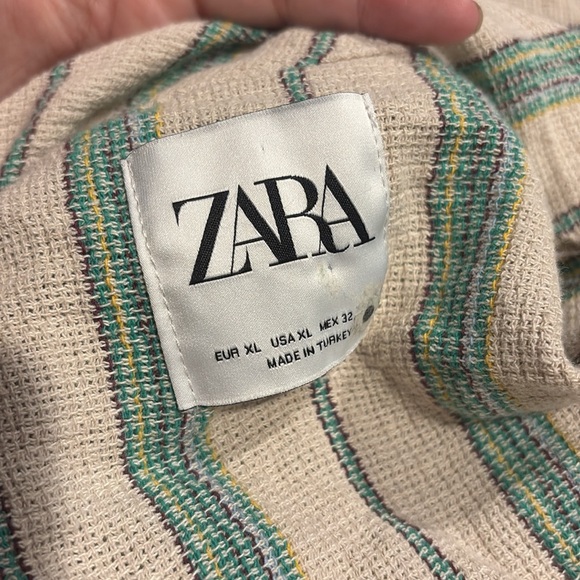 ZARA
EUR XL USA XL MEX 32
MADE IN TURKEY